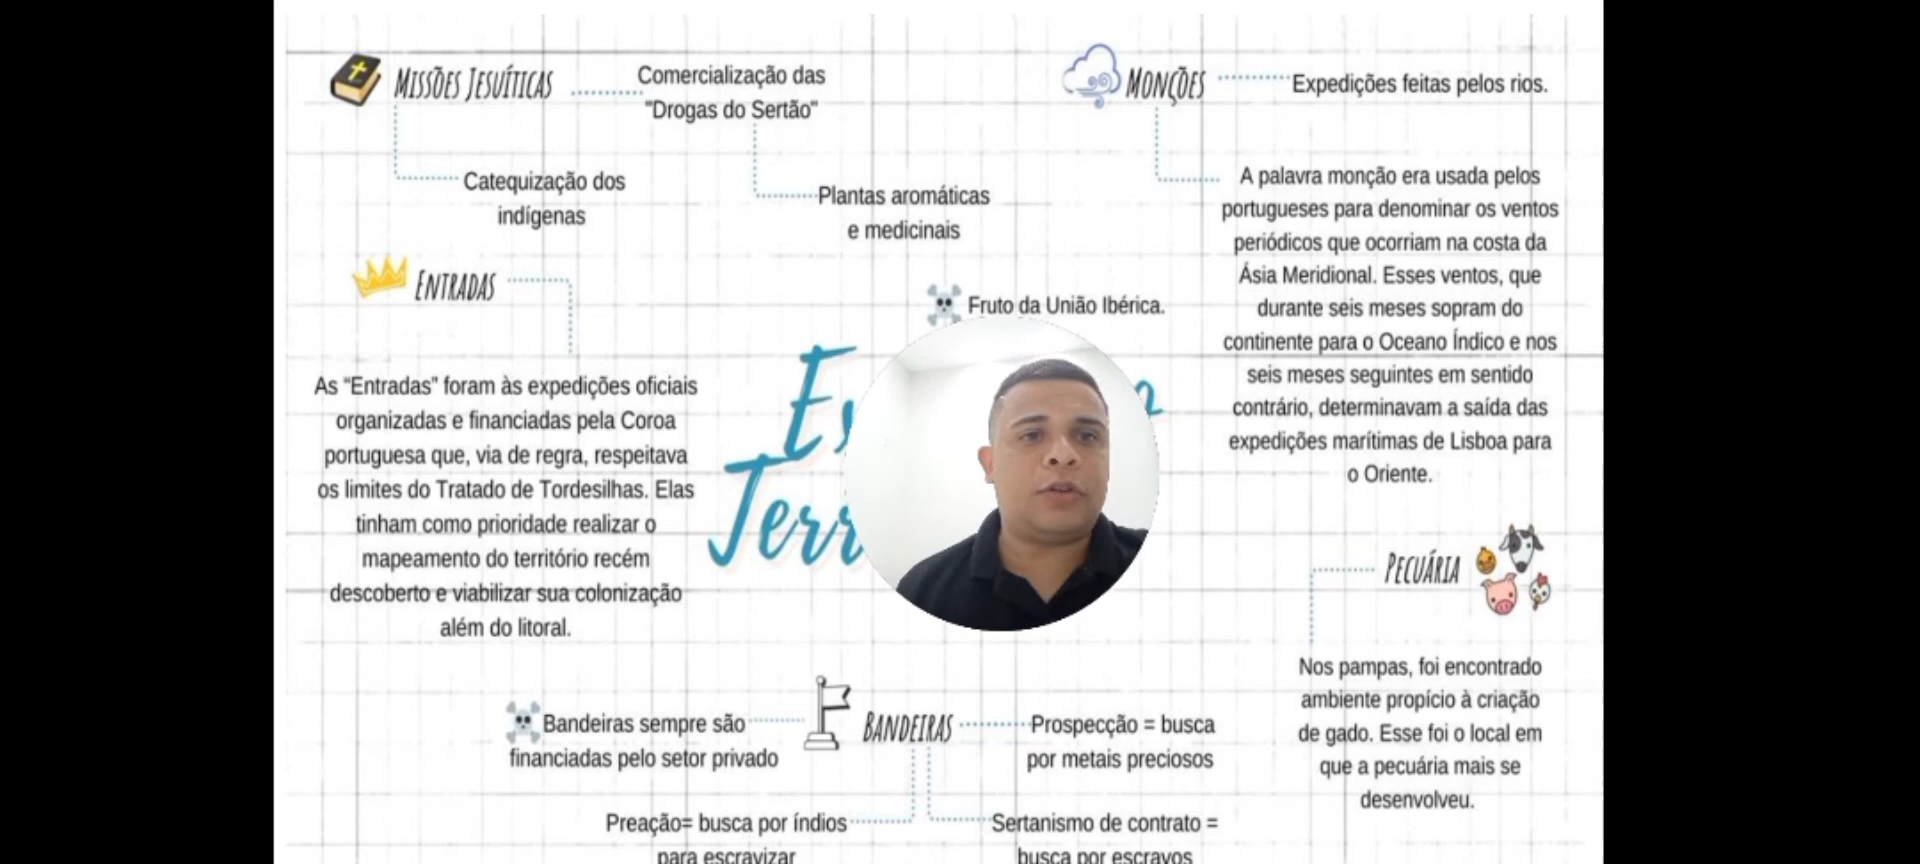 Missões Jesuíticas
Comercialização das
"Drogas do Sertão"
Catequização dos
indígenas
Plantas aromáticas
e medicinais
Monções
Expedições feitas pelos rios.
A palavra monção era usada pelos
portugueses para denominar os ventos
periódicos que ocorriam na costa da
Ásia Meridional. Esses ventos, que
durante seis meses sopram do
continente para o Oceano Índico e nos
seis meses seguintes em sentido
contrário, determinavam a saída das
expedições marítimas de Lisboa para
o Oriente.
Entradas
As “Entradas” foram às expedições oficiais
organizadas e financiadas pela Coroa
portuguesa que, via de regra, respeitava
os limites do Tratado de Tordesilhas. Elas
tinham como prioridade realizar o
mapeamento do território recém
descoberto e viabilizar sua colonização
além do litoral.
Fruto da União Ibérica.
Terr
Pecuária
Nos pampas, foi encontrado
ambiente propício à criação
de gado. Esse foi o local em
que a pecuária mais se
desenvolveu.
Bandeiras sempre são
financiadas pelo setor privado
Bandeiras
Prospecção = busca
por metais preciosos
Preação= busca por índios
para escravizar
Sertanismo de contrato =
busca por escravos